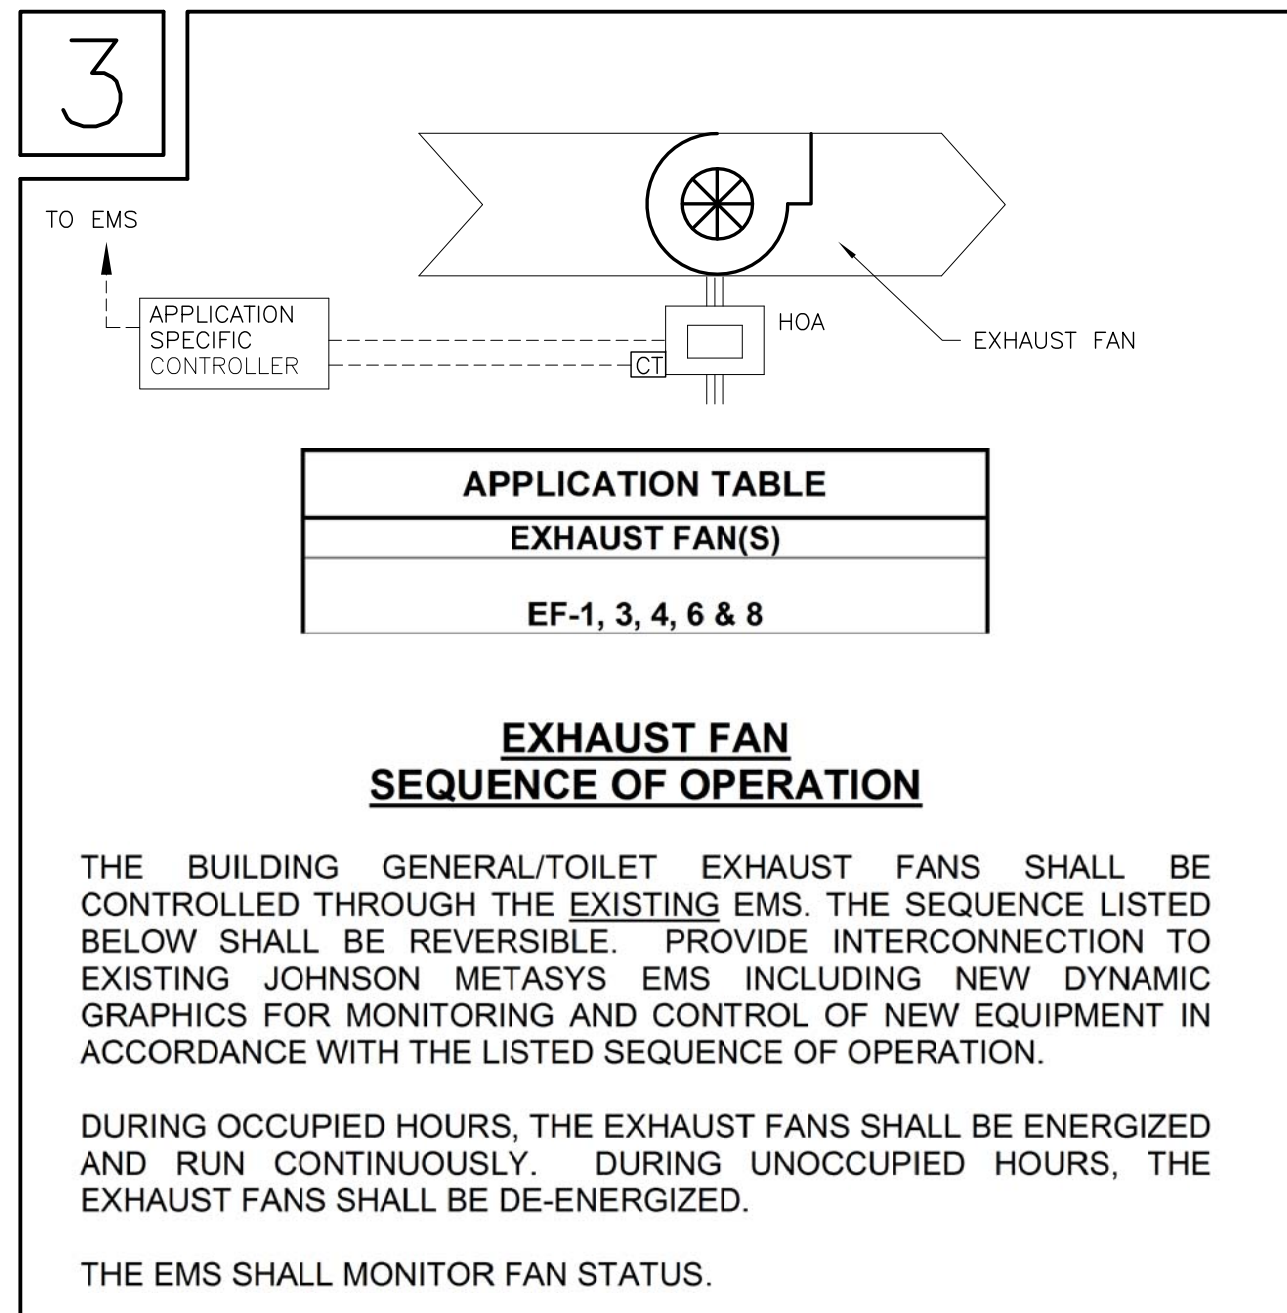 3
TO EMS
APPLICATION
SPECIFIC
CONTROLLER
CT
HOA
EXHAUST FAN
APPLICATION TABLE
EXHAUST FAN(S)
EF-1, 3, 4, 6 & 8
EXHAUST FAN
SEQUENCE OF OPERATION
THE BUILDING GENERAL/TOILET EXHAUST FANS SHALL BE
CONTROLLED THROUGH THE EXISTING EMS. THE SEQUENCE LISTED
BELOW SHALL BE REVERSIBLE. PROVIDE INTERCONNECTION TO
EXISTING JOHNSON METASYS EMS INCLUDING NEW DYNAMIC
GRAPHICS FOR MONITORING AND CONTROL OF NEW EQUIPMENT IN
ACCORDANCE WITH THE LISTED SEQUENCE OF OPERATION.
DURING OCCUPIED HOURS, THE EXHAUST FANS SHALL BE ENERGIZED
AND RUN CONTINUOUSLY. DURING UNOCCUPIED HOURS, THE
EXHAUST FANS SHALL BE DE-ENERGIZED.
THE EMS SHALL MONITOR FAN STATUS.